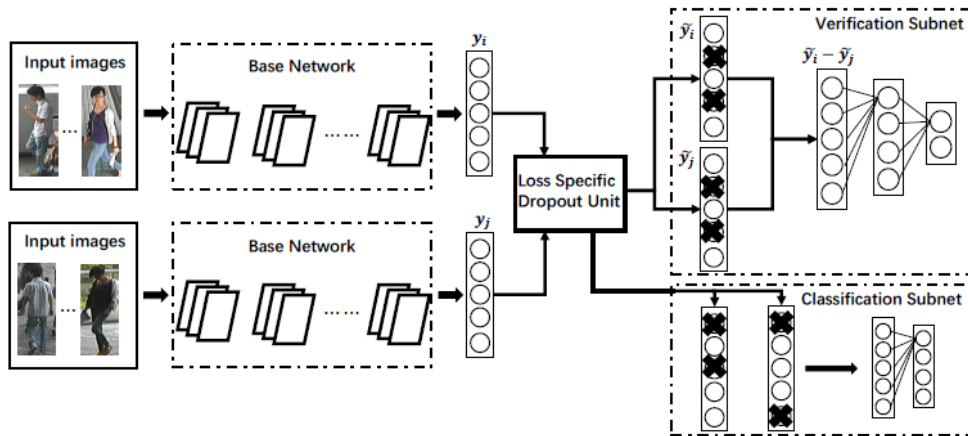 Input images
...
Base Network
... ...
y_i
Input images
...
Base Network
... ...
y_j
Loss Specific
Dropout Unit
Verification Subnet
ỹ_i
ỹ_i − ỹ_j
ỹ_j
Classification Subnet